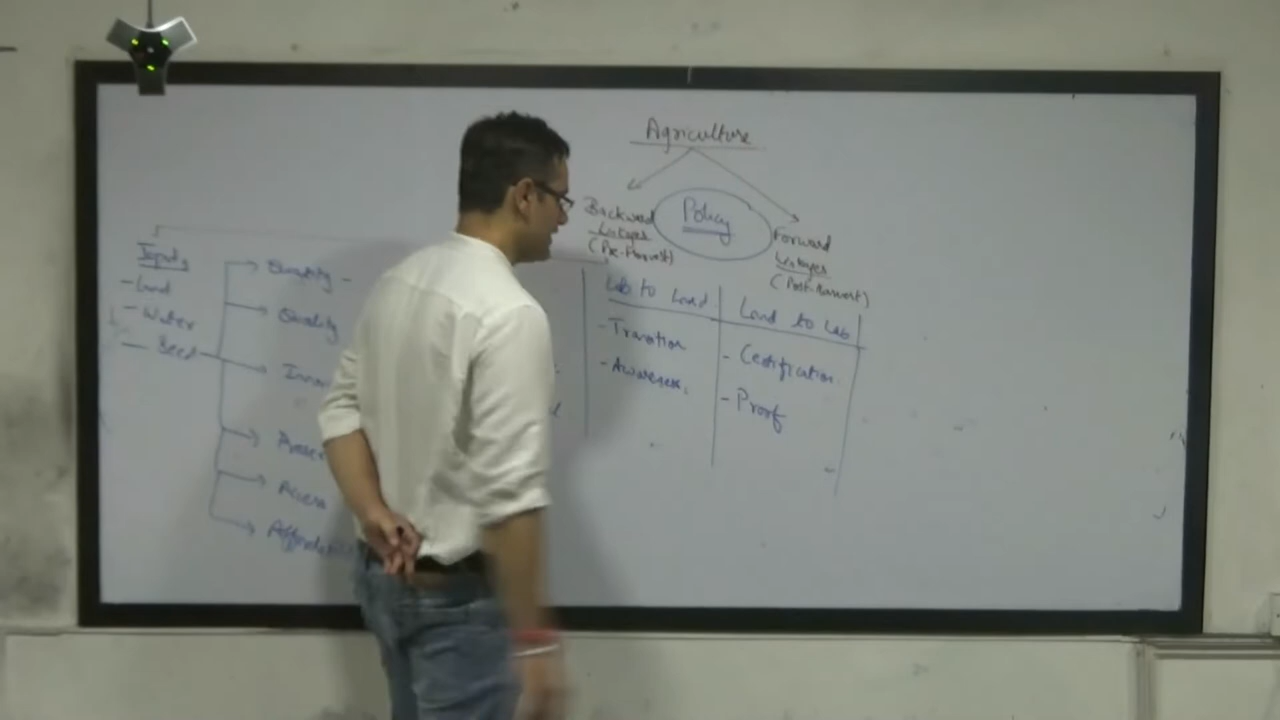 Agriculture
Policy
Backward
Linkages
(Pre-Harvest)
Forward
Linkages
(Post-Harvest)
Inputs
- Land
- Water
- Seed
Quantity -
Quality
Access
Lab to Land
- Transition
- Awareness.
Land to Lab
- Certification
- Proof